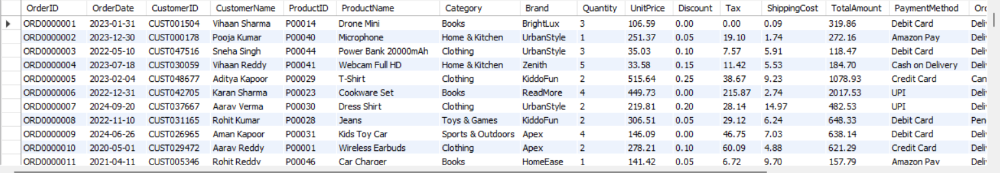 OrderID OrderDate CustomerID CustomerName ProductID ProductName Category Brand Quantity UnitPrice Discount Tax ShippingCost TotalAmount PaymentMethod Orc
ORD0000001 2023-01-31 CUST001504 Vihaan Sharma P00014 Drone Mini Books BrightLux 3 106.59 0.00 0.00 0.09 319.86 Debit Card Deli
ORD0000002 2023-12-30 CUST000178 Pooja Kumar P00040 Microphone Home & Kitchen UrbanStyle 1 251.37 0.05 19.10 1.74 272.16 Amazon Pay Deli
ORD0000003 2022-05-10 CUST047516 Sneha Singh P00044 Power Bank 20000mAh Clothing UrbanStyle 3 35.03 0.10 7.57 5.91 118.47 Debit Card Deli
ORD0000004 2023-07-18 CUST030059 Vihaan Reddy P00041 Webcam Full HD Home & Kitchen Zenith 5 33.58 0.15 11.42 5.53 184.70 Cash on Delivery Deli
ORD0000005 2023-02-04 CUST048677 Aditya Kapoor P00029 T-Shirt Clothing KiddoFun 2 515.64 0.25 38.67 9.23 1078.93 Credit Card Can
ORD0000006 2022-12-31 CUST042705 Karan Sharma P00023 Cookware Set Books ReadMore 4 449.73 0.00 215.87 2.74 2017.53 UPI Deli
ORD0000007 2024-09-20 CUST037667 Aarav Verma P00030 Dress Shirt Clothing UrbanStyle 2 219.81 0.20 28.14 14.97 482.53 UPI Deli
ORD0000008 2022-11-10 CUST031165 Rohit Kumar P00028 Jeans Toys & Games KiddoFun 2 306.51 0.05 29.12 6.24 648.33 Debit Card Pen
ORD0000009 2024-06-26 CUST026965 Aman Kapoor P00031 Kids Toy Car Sports & Outdoors Apex 4 146.09 0.00 46.75 7.03 638.14 Debit Card Deli
ORD0000010 2020-05-01 CUST029472 Aarav Reddy P00001 Wireless Earbuds Clothing Apex 2 278.21 0.10 60.09 4.88 621.29 Credit Card Deli
ORD0000011 2021-04-11 CUST005346 Rohit Reddy P00046 Car Charger Books HomeEase 1 141.42 0.05 6.72 9.70 157.79 Amazon Pay Deli